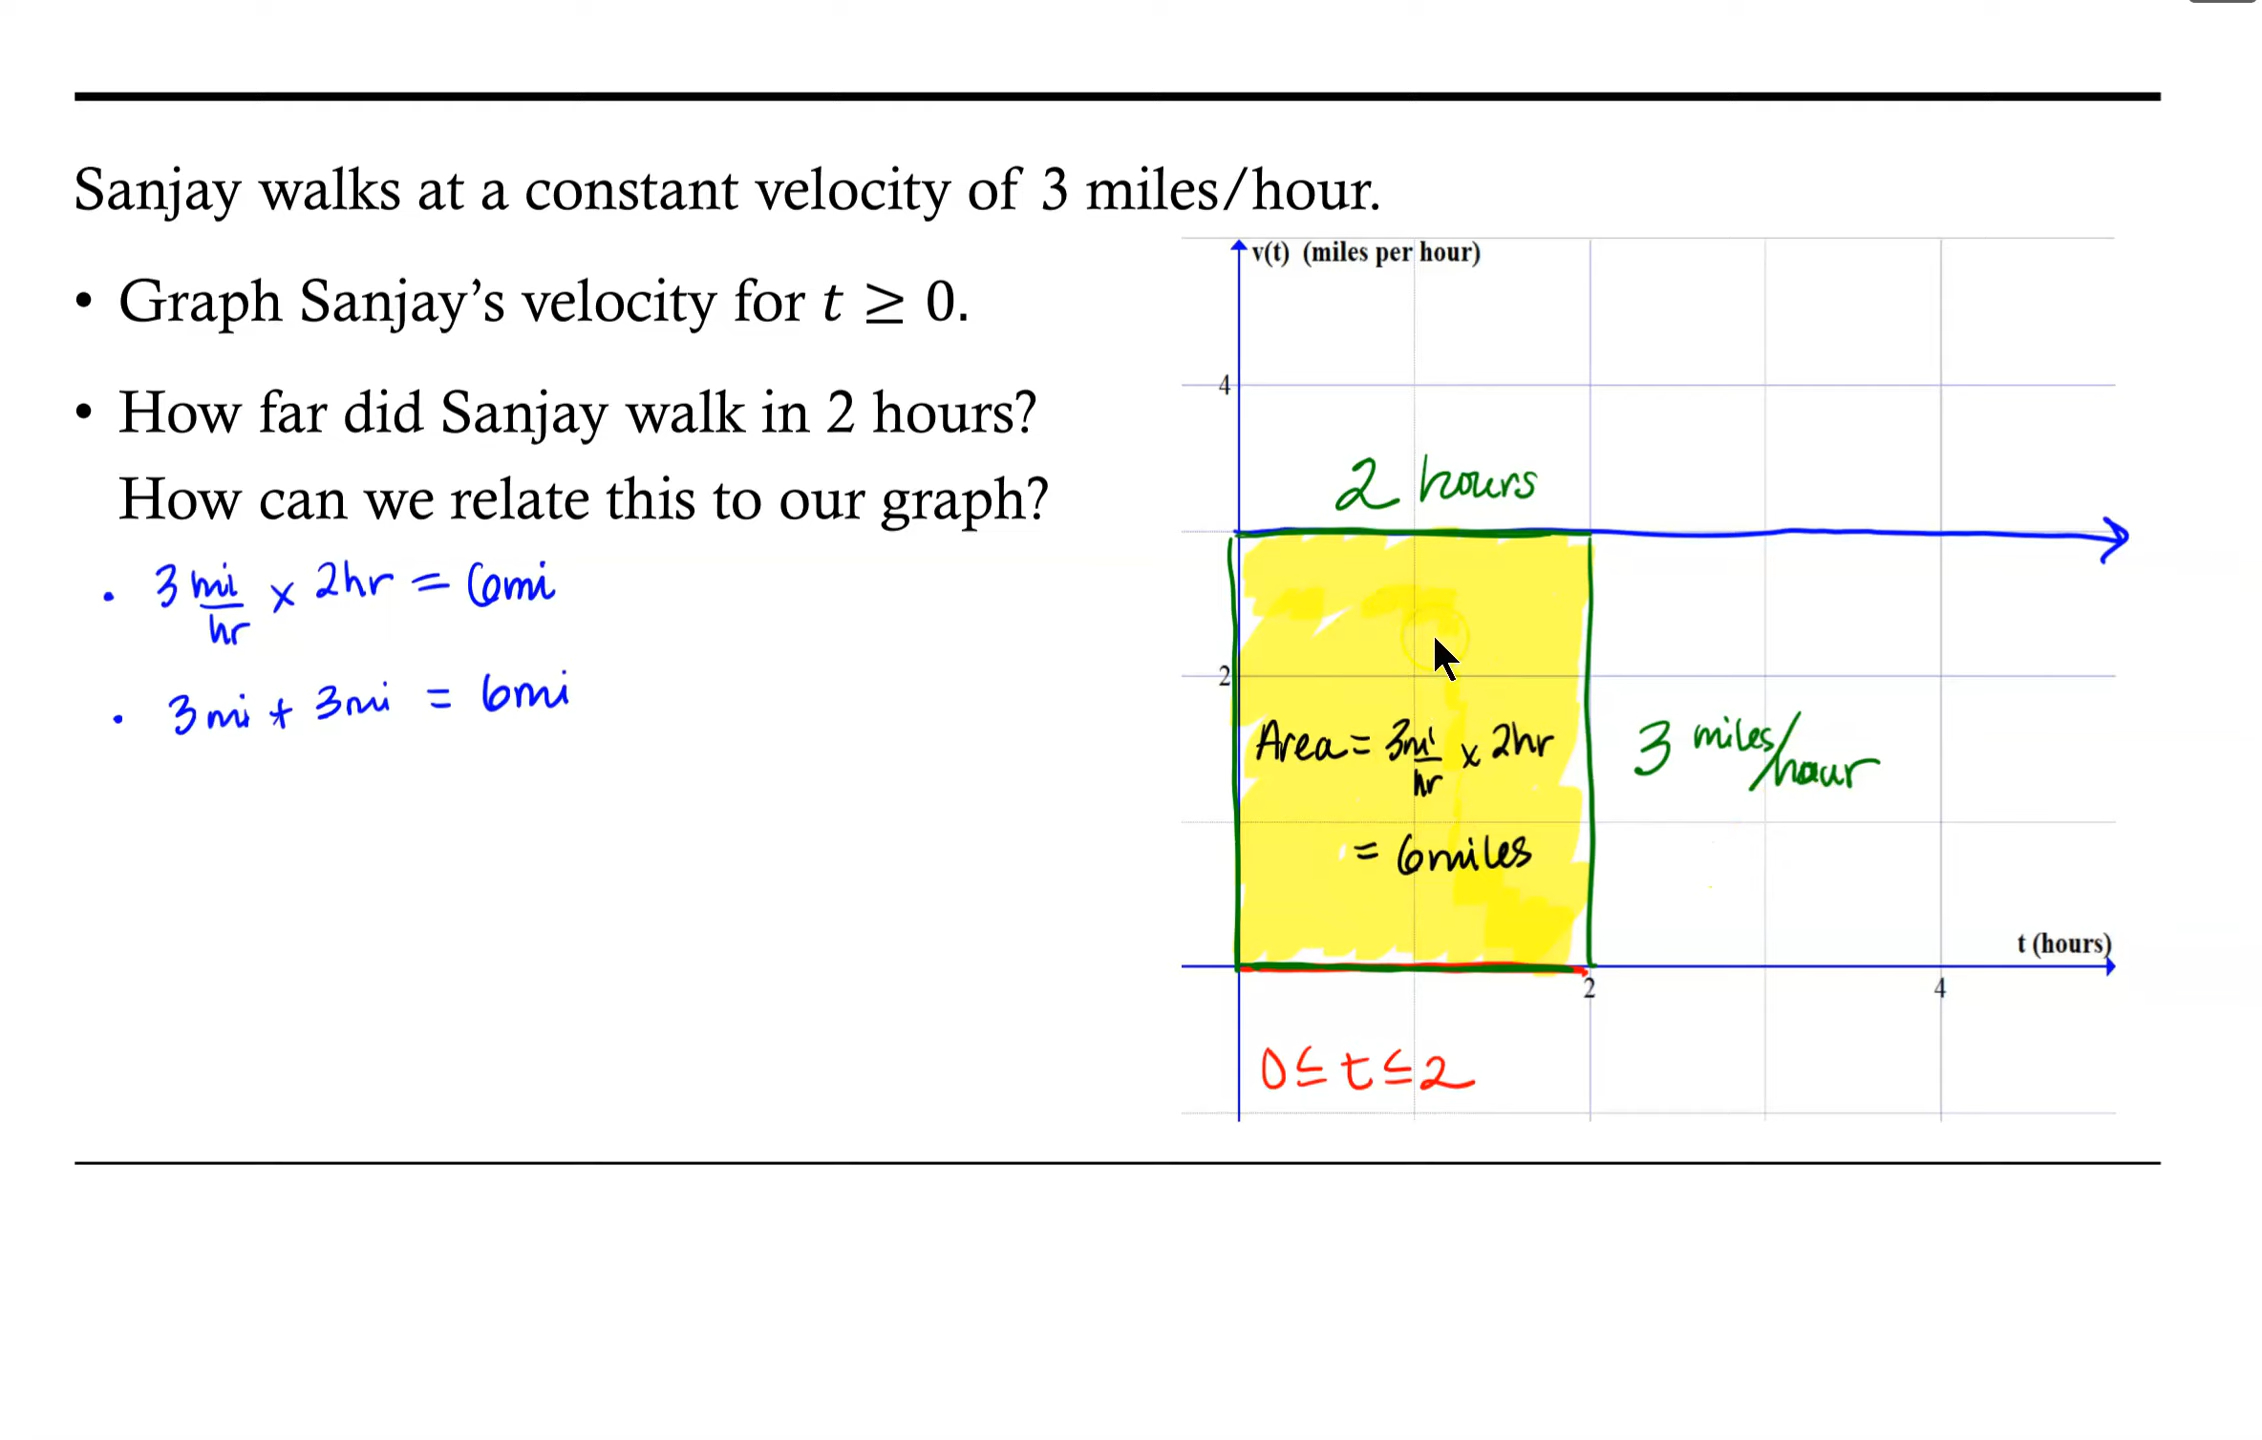 Sanjay walks at a constant velocity of 3 miles/hour.
• Graph Sanjay’s velocity for t ≥ 0.
• How far did Sanjay walk in 2 hours?
How can we relate this to our graph?
• 3 mi/hr × 2hr = 6mi
• 3mi + 3mi = 6mi
v(t) (miles per hour)
4
2 hours
2
Area = 3 mi/hr × 2hr
= 6miles
3 miles/hour
t (hours)
2
4
0 ≤ t ≤ 2